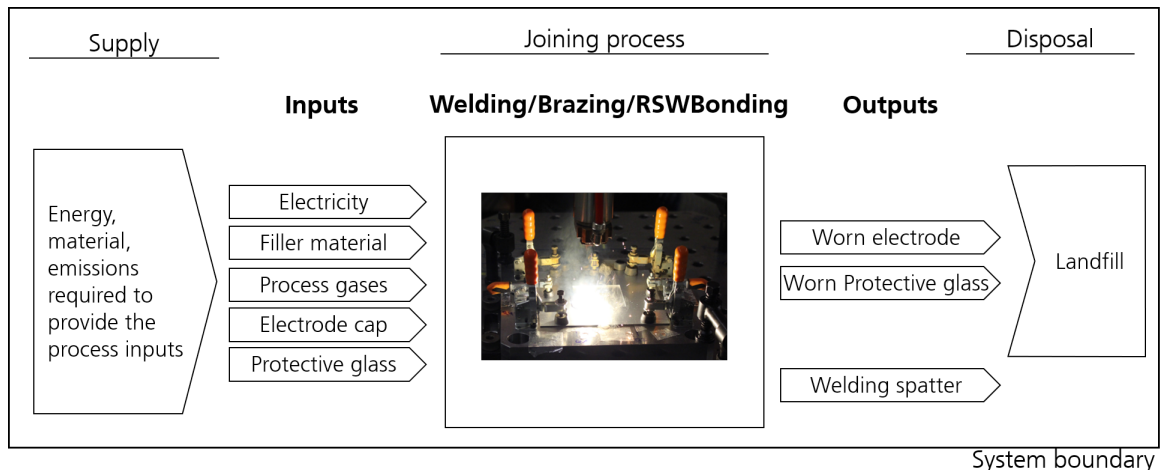 Supply
Joining process
Disposal
Inputs
Welding/Brazing/RSWBonding
Outputs
Energy,
material,
emissions
required to
provide the
process inputs
Electricity
Filler material
Process gases
Electrode cap
Protective glass
Worn electrode
Worn Protective glass
Welding spatter
Landfill
System boundary